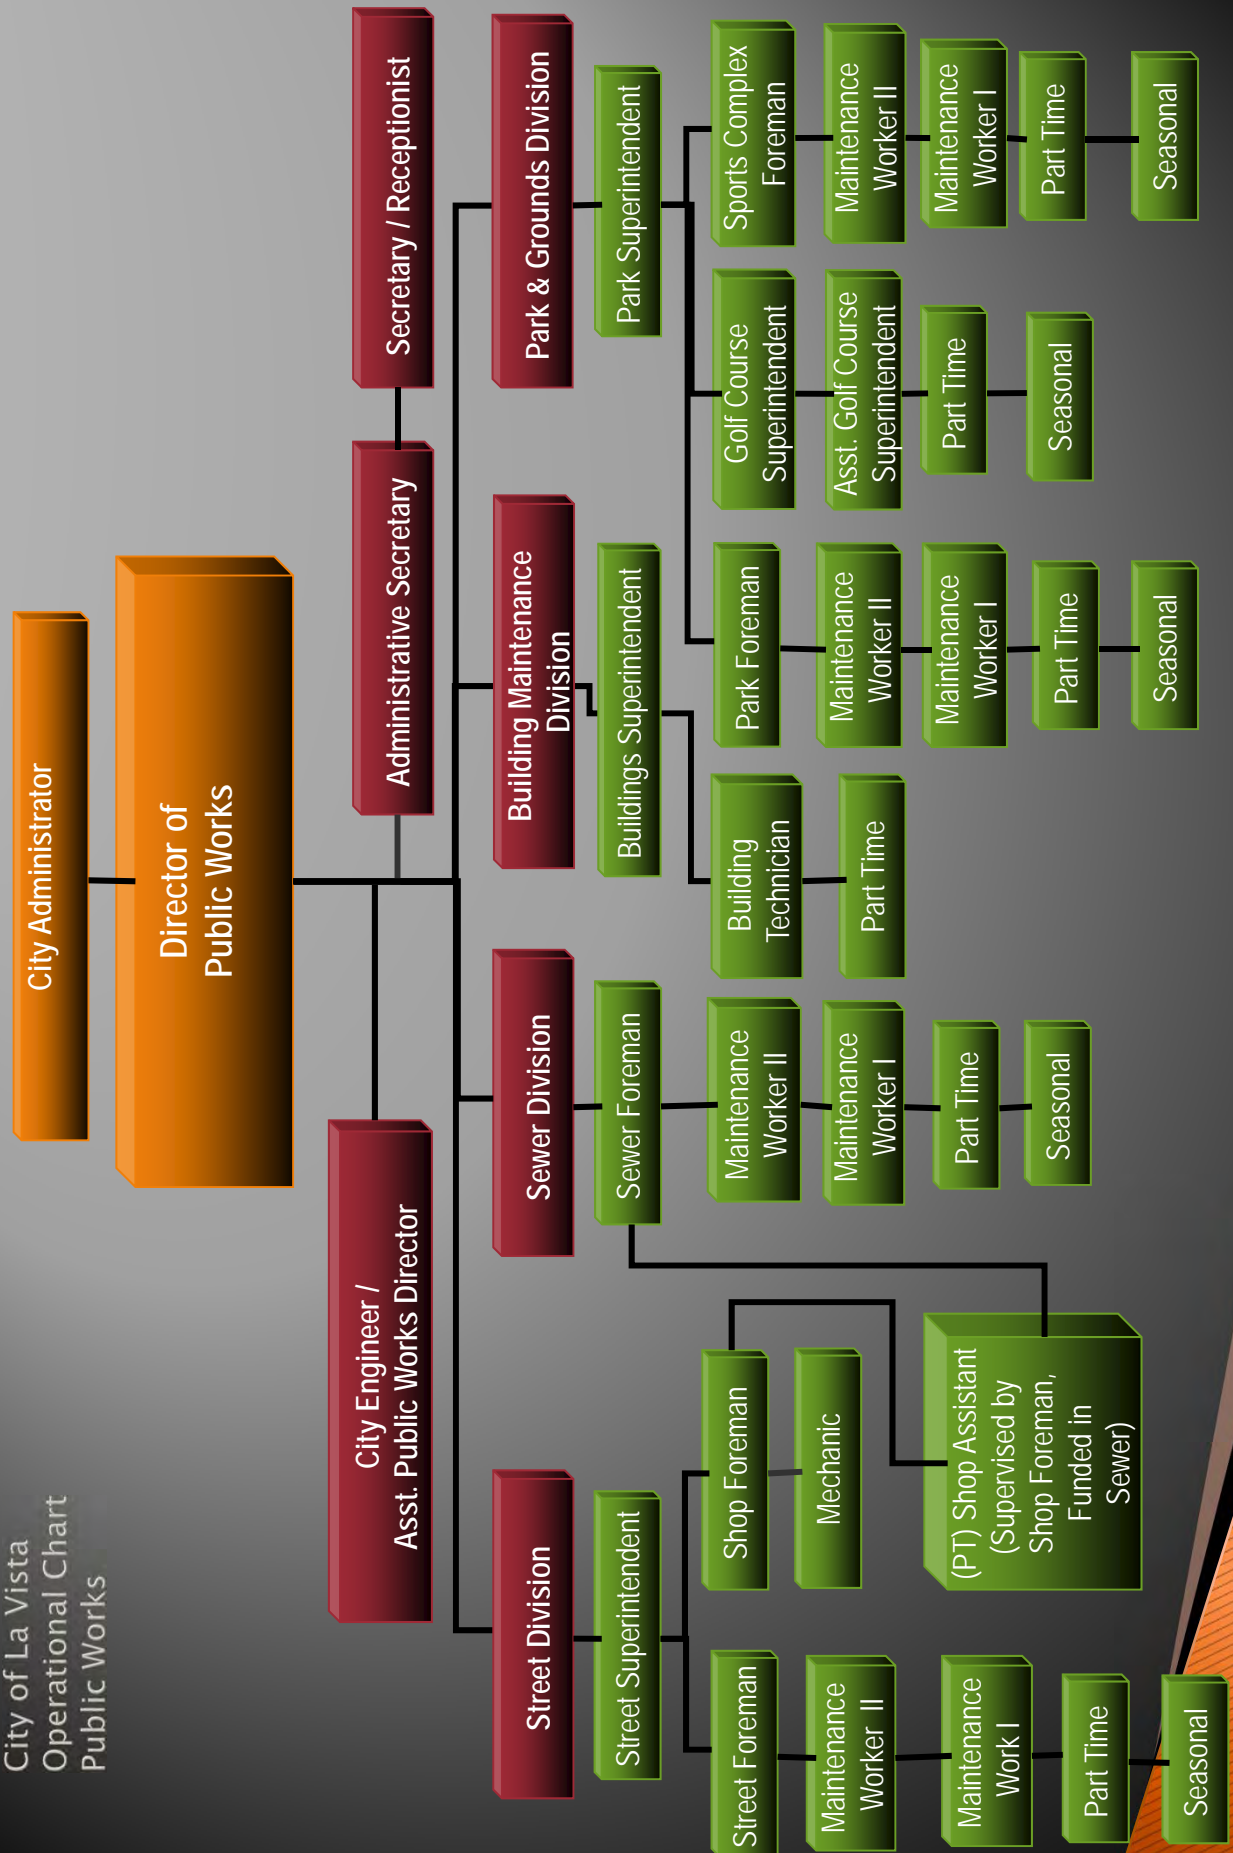 City of La Vista
Operational Chart
Public Works
City Administrator
Director of
Public Works
City Engineer /
Asst. Public Works Director
Administrative Secretary
Secretary / Receptionist
Street Division
Sewer Division
Building Maintenance
Division
Park & Grounds Division
Street Superintendent
Sewer Foreman
Buildings Superintendent
Park Superintendent
Street Foreman
Maintenance
Worker II
Maintenance
Work I
Part Time
Seasonal
Shop Foreman
Mechanic
(PT) Shop Assistant
(Supervised by
Shop Foreman,
Funded in
Sewer)
Maintenance
Worker II
Maintenance
Worker I
Part Time
Seasonal
Building
Technician
Part Time
Park Foreman
Maintenance
Worker II
Maintenance
Worker I
Part Time
Seasonal
Golf Course
Superintendent
Asst. Golf Course
Superintendent
Part Time
Seasonal
Sports Complex
Foreman
Maintenance
Worker II
Maintenance
Worker I
Part Time
Seasonal